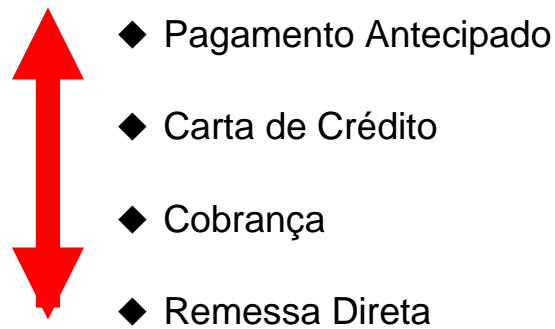 ◆ Pagamento Antecipado
◆ Carta de Crédito
◆ Cobrança
◆ Remessa Direta